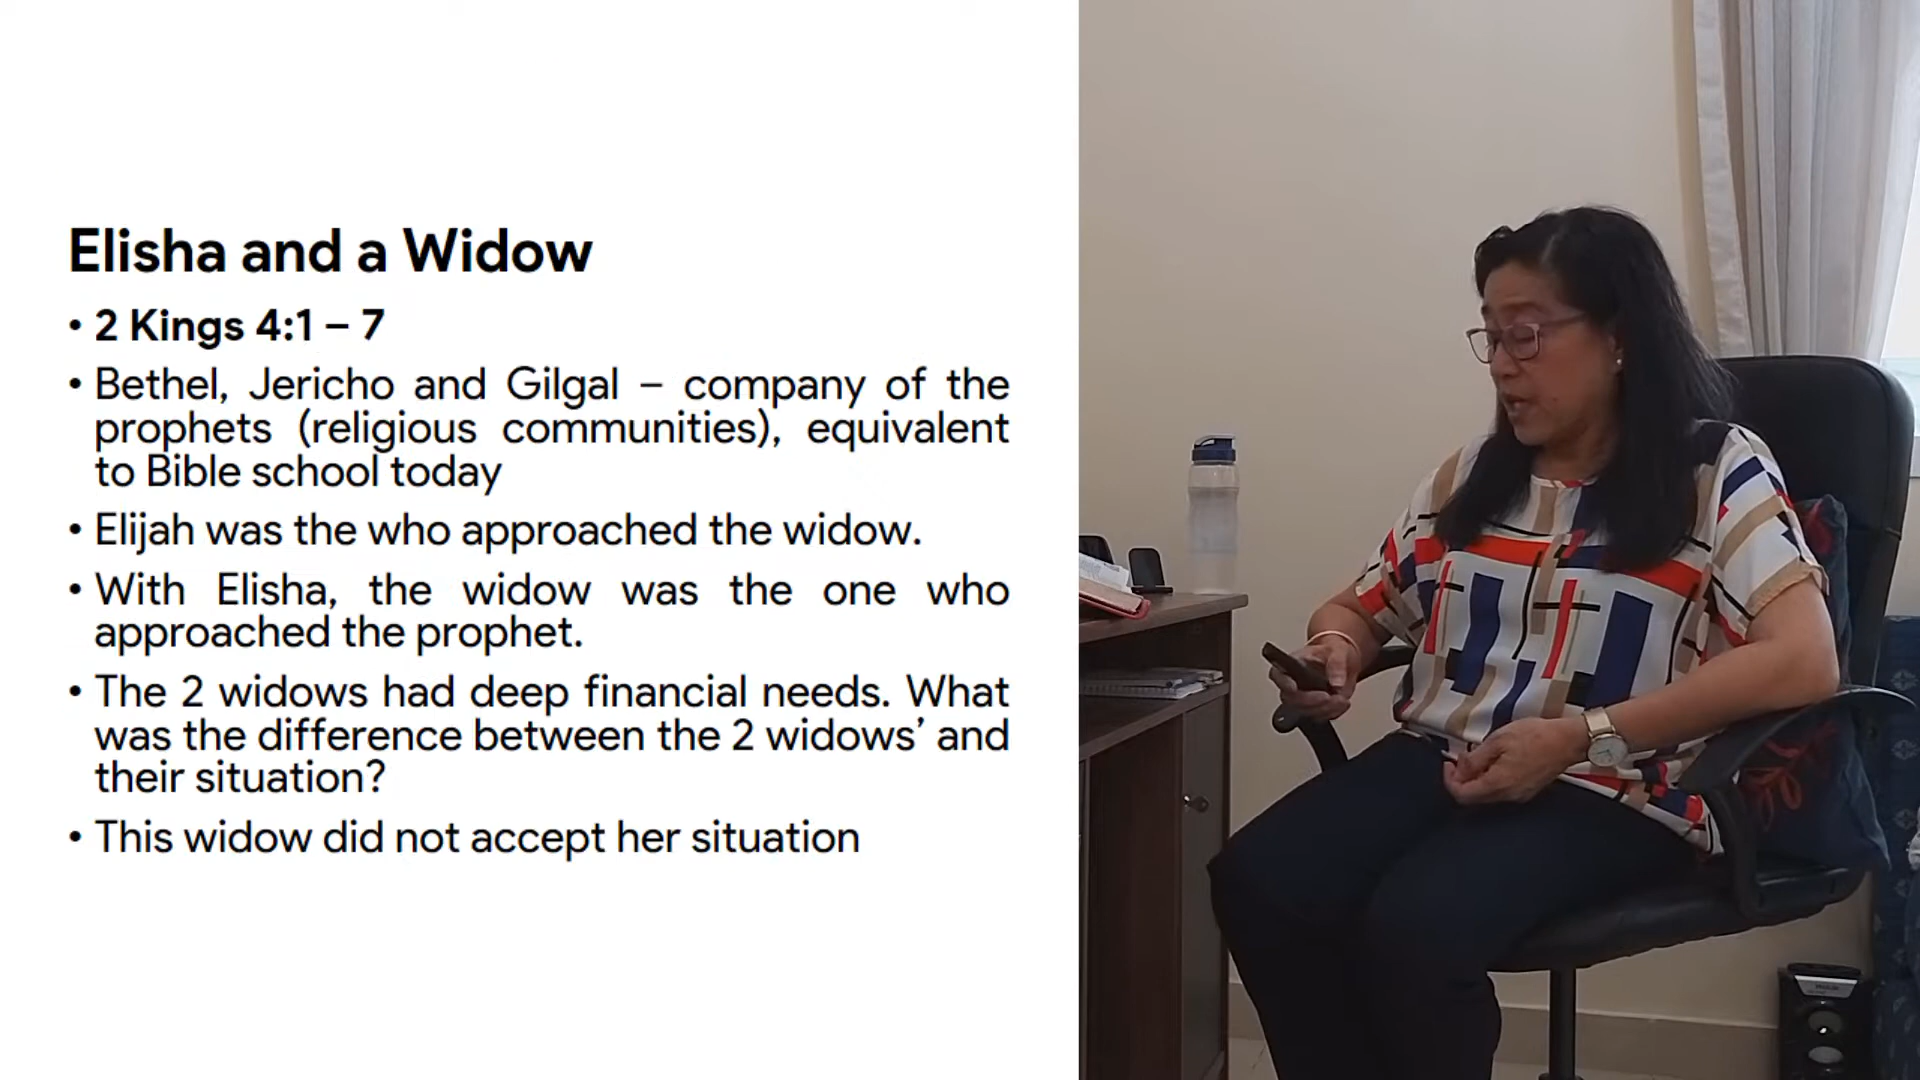 Elisha and a Widow
• 2 Kings 4:1 – 7
• Bethel, Jericho and Gilgal – company of the
prophets (religious communities), equivalent
to Bible school today
• Elijah was the who approached the widow.
• With Elisha, the widow was the one who
approached the prophet.
• The 2 widows had deep financial needs. What
was the difference between the 2 widows’ and
their situation?
• This widow did not accept her situation